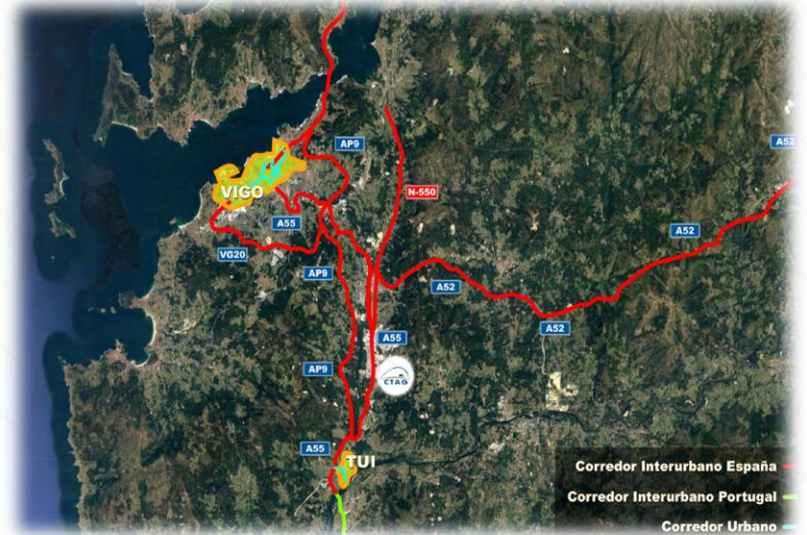 AP9
A52
VIGO
N-550
A55
A52
VG20
AP9
A52
A52
A55
AP9
CTAG
A55
TUI
Corredor Interurbano España
Corredor Interurbano Portugal
Corredor Urbano